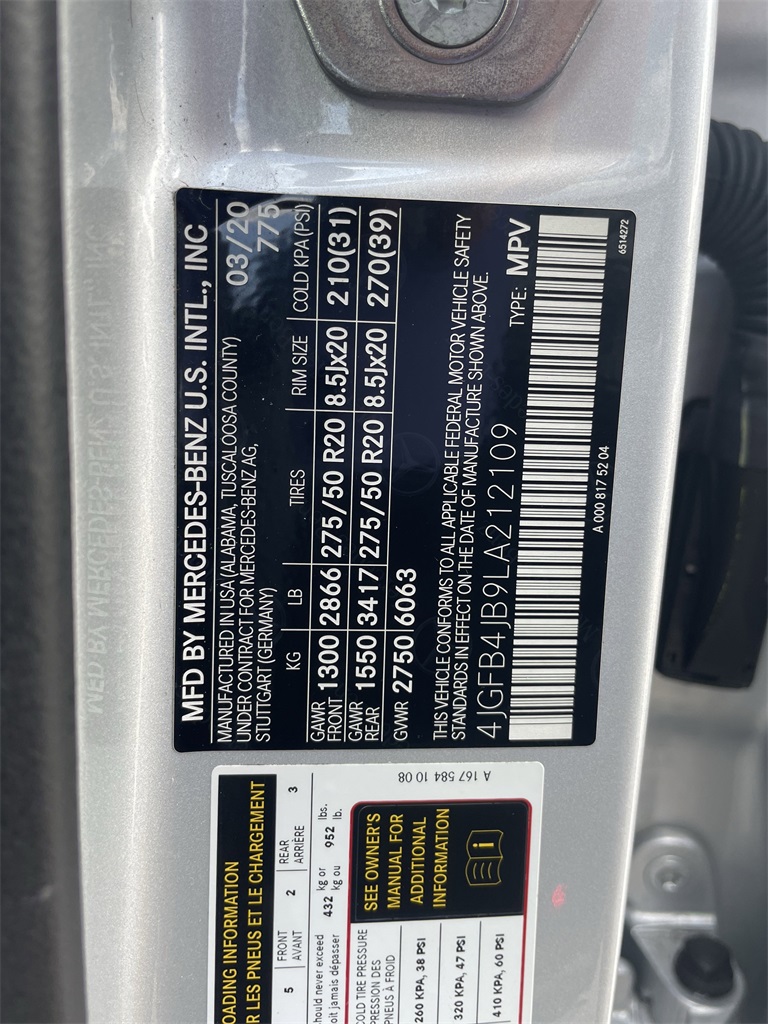 MFD BY MERCEDES-BENZ U.S. INTL., INC
MANUFACTURED IN USA (ALABAMA, TUSCALOOSA COUNTY) 03/20
UNDER CONTRACT FOR MERCEDES-BENZ AG,
STUTTGART (GERMANY) 775
KG LB TIRES RIM SIZE COLD KPA (PSI)
GAWR
FRONT 1300 2866 275/50 R20 8.5Jx20 210(31)
GAWR
REAR 1550 3417 275/50 R20 8.5Jx20 270(39)
GVWR 2750 6063
THIS VEHICLE CONFORMS TO ALL APPLICABLE FEDERAL MOTOR VEHICLE SAFETY
STANDARDS IN EFFECT ON THE DATE OF MANUFACTURE SHOWN ABOVE.
4JGFB4JB9LA212109 TYPE: MPV
A 000 817 52 04 6514272
OADING INFORMATION
R LES PNEUS ET LE CHARGEMENT
5 FRONT 2 REAR 3
AVANT ARRIÈRE
hould never exceed 432 kg or 952 lbs.
oit jamais dépasser kg ou lb.
COLD TIRE PRESSURE
PRESSION DES
PNEUS À FROID
260 KPA, 38 PSI
320 KPA, 47 PSI
410 KPA, 60 PSI
SEE OWNER'S
MANUAL FOR
ADDITIONAL
INFORMATION
A 167 584 10 08